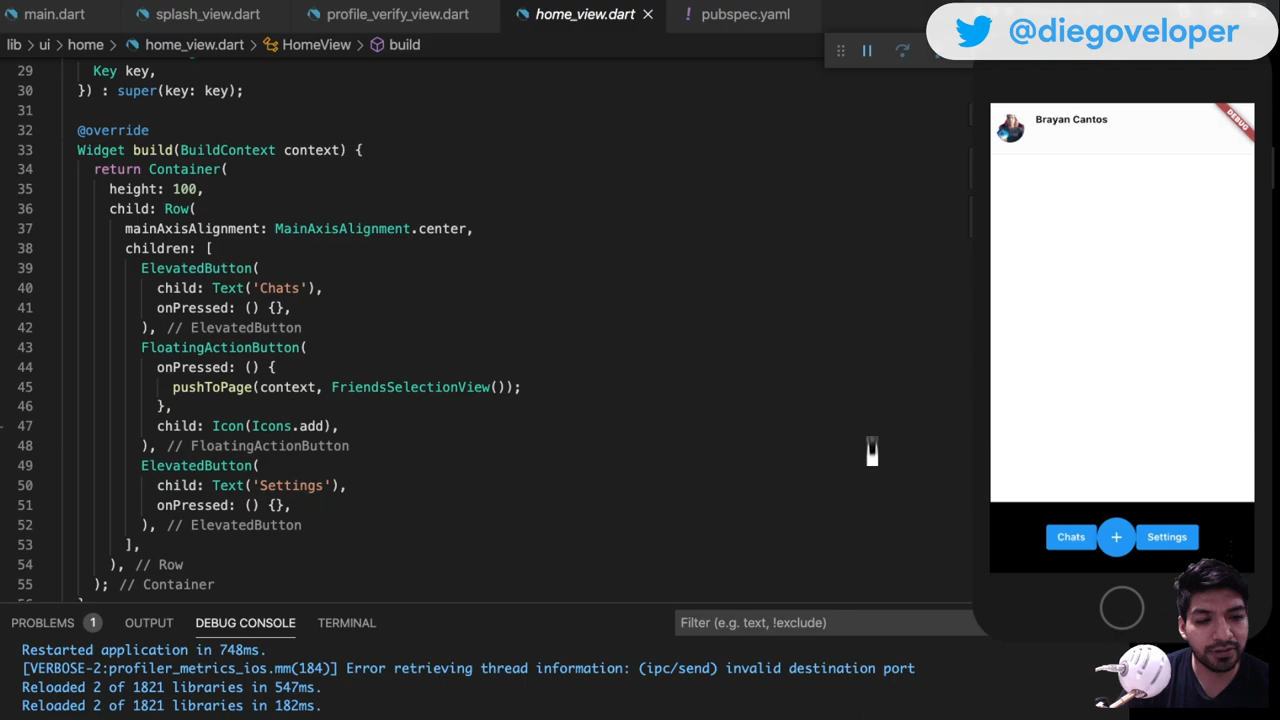 main.dart
splash_view.dart
profile_verify_view.dart
home_view.dart
! pubspec.yaml
@diegoveloper
lib > ui > home > home_view.dart > HomeView > build
29 Key key,
30 }) : super(key: key);
31
32 @override
33 Widget build(BuildContext context) {
34 return Container(
35 height: 100,
36 child: Row(
37 mainAxisAlignment: MainAxisAlignment.center,
38 children: [
39 ElevatedButton(
40 child: Text('Chats'),
41 onPressed: () {},
42 ), // ElevatedButton
43 FloatingActionButton(
44 onPressed: () {
45 pushToPage(context, FriendsSelectionView());
46 },
47 child: Icon(Icons.add),
48 ), // FloatingActionButton
49 ElevatedButton(
50 child: Text('Settings'),
51 onPressed: () {},
52 ), // ElevatedButton
53 ],
54 ), // Row
55 ); // Container
Brayan Cantos
DEBUG
Chats
+
Settings
PROBLEMS 1 OUTPUT DEBUG CONSOLE TERMINAL
Filter (e.g. text, !exclude)
Restarted application in 748ms.
[VERBOSE-2:profiler_metrics_ios.mm(184)] Error retrieving thread information: (ipc/send) invalid destination port
Reloaded 2 of 1821 libraries in 547ms.
Reloaded 2 of 1821 libraries in 182ms.